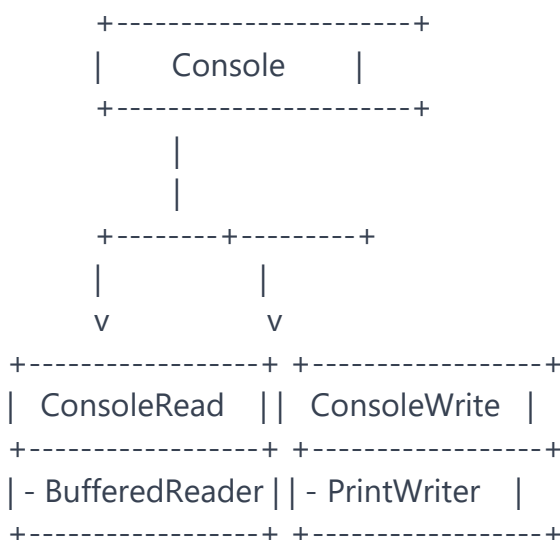 +------------------------+
|      Console      |
+------------------------+
|
|
+--------+---------+
|            |
v            v
+------------------+ +------------------+
|  ConsoleRead  | |  ConsoleWrite  |
+------------------+ +------------------+
| - BufferedReader | | - PrintWriter   |
+------------------+ +------------------+